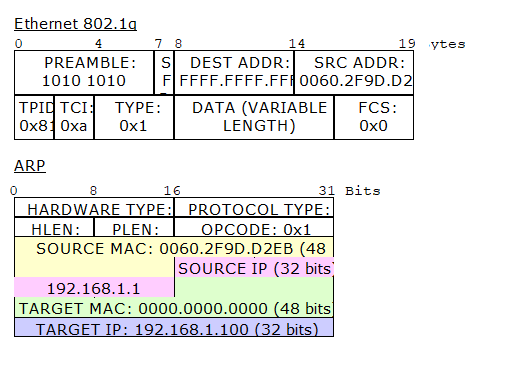 Ethernet 802.1q
0 4 7 8 14 19 ytes
PREAMBLE: S DEST ADDR: SRC ADDR:
1010 1010 F FFFF.FFFF.FFF 0060.2F9D.D2
TPID TCI: TYPE: DATA (VARIABLE FCS:
0x81 0xa 0x1 LENGTH) 0x0
ARP
0 8 16 31 Bits
HARDWARE TYPE: PROTOCOL TYPE:
HLEN: PLEN: OPCODE: 0x1
SOURCE MAC: 0060.2F9D.D2EB (48
SOURCE IP (32 bits)
192.168.1.1
TARGET MAC: 0000.0000.0000 (48 bits)
TARGET IP: 192.168.1.100 (32 bits)